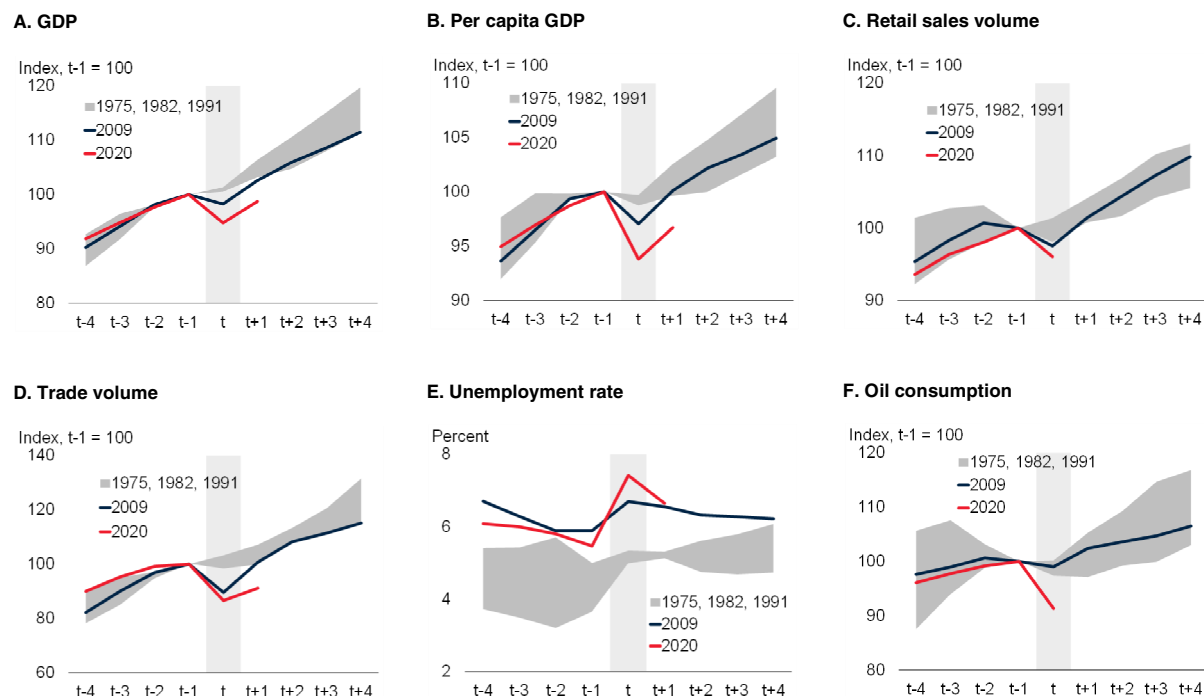 A. GDP
Index, t-1 = 100
120
110
100
90
80
1975, 1982, 1991
2009
2020
t-4 t-3 t-2 t-1 t t+1 t+2 t+3 t+4
B. Per capita GDP
Index, t-1 = 100
110
105
100
95
90
1975, 1982, 1991
2009
2020
t-4 t-3 t-2 t-1 t t+1 t+2 t+3 t+4
C. Retail sales volume
Index, t-1 = 100
120
110
100
90
1975, 1982, 1991
2009
2020
t-4 t-3 t-2 t-1 t t+1 t+2 t+3 t+4
D. Trade volume
Index, t-1 = 100
140
120
100
80
60
1975, 1982, 1991
2009
2020
t-4 t-3 t-2 t-1 t t+1 t+2 t+3 t+4
E. Unemployment rate
Percent
8
6
4
2
1975, 1982, 1991
2009
2020
t-4 t-3 t-2 t-1 t t+1 t+2 t+3 t+4
F. Oil consumption
Index, t-1 = 100
120
110
100
90
80
1975, 1982, 1991
2009
2020
t-4 t-3 t-2 t-1 t t+1 t+2 t+3 t+4